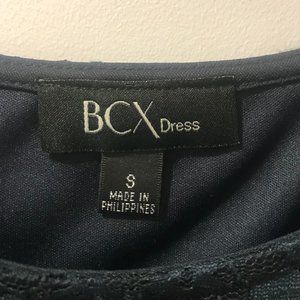 BCX Dress
S
MADE IN
PHILIPPINES